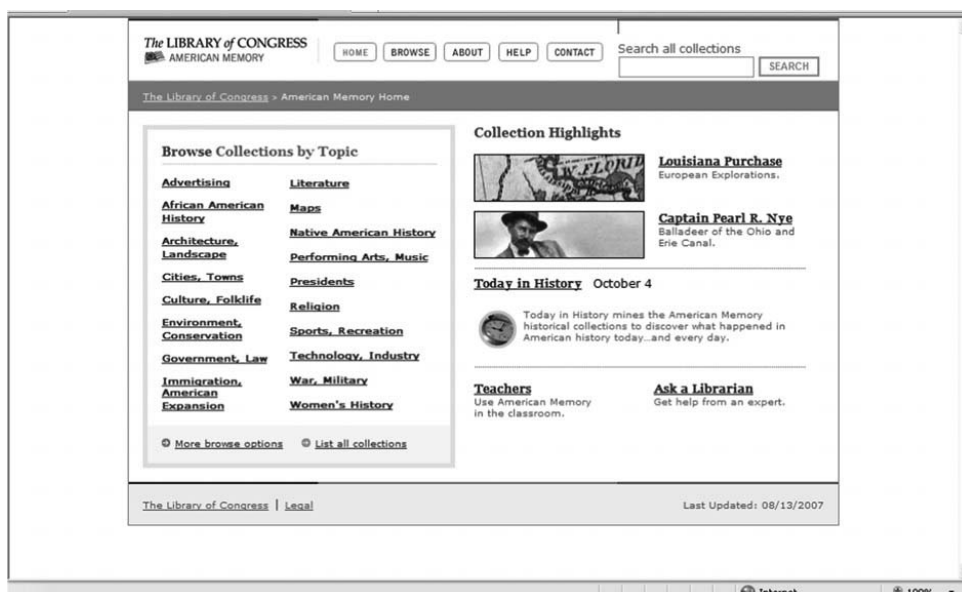 The LIBRARY of CONGRESS
AMERICAN MEMORY
HOME
BROWSE
ABOUT
HELP
CONTACT
Search all collections
SEARCH
The Library of Congress > American Memory Home
Browse Collections by Topic
Advertising
African American
History
Architecture,
Landscape
Cities, Towns
Culture, Folklife
Environment,
Conservation
Government, Law
Immigration,
American
Expansion
Literature
Maps
Native American History
Performing Arts, Music
Presidents
Religion
Sports, Recreation
Technology, Industry
War, Military
Women's History
More browse options
List all collections
Collection Highlights
W. FLORID
Louisiana Purchase
European Explorations.
Captain Pearl R. Nye
Balladeer of the Ohio and
Erie Canal.
Today in History October 4
Today in History mines the American Memory
historical collections to discover what happened in
American history today...and every day.
Teachers
Use American Memory
in the classroom.
Ask a Librarian
Get help from an expert.
The Library of Congress | Legal
Last Updated: 08/13/2007
Internet
100%